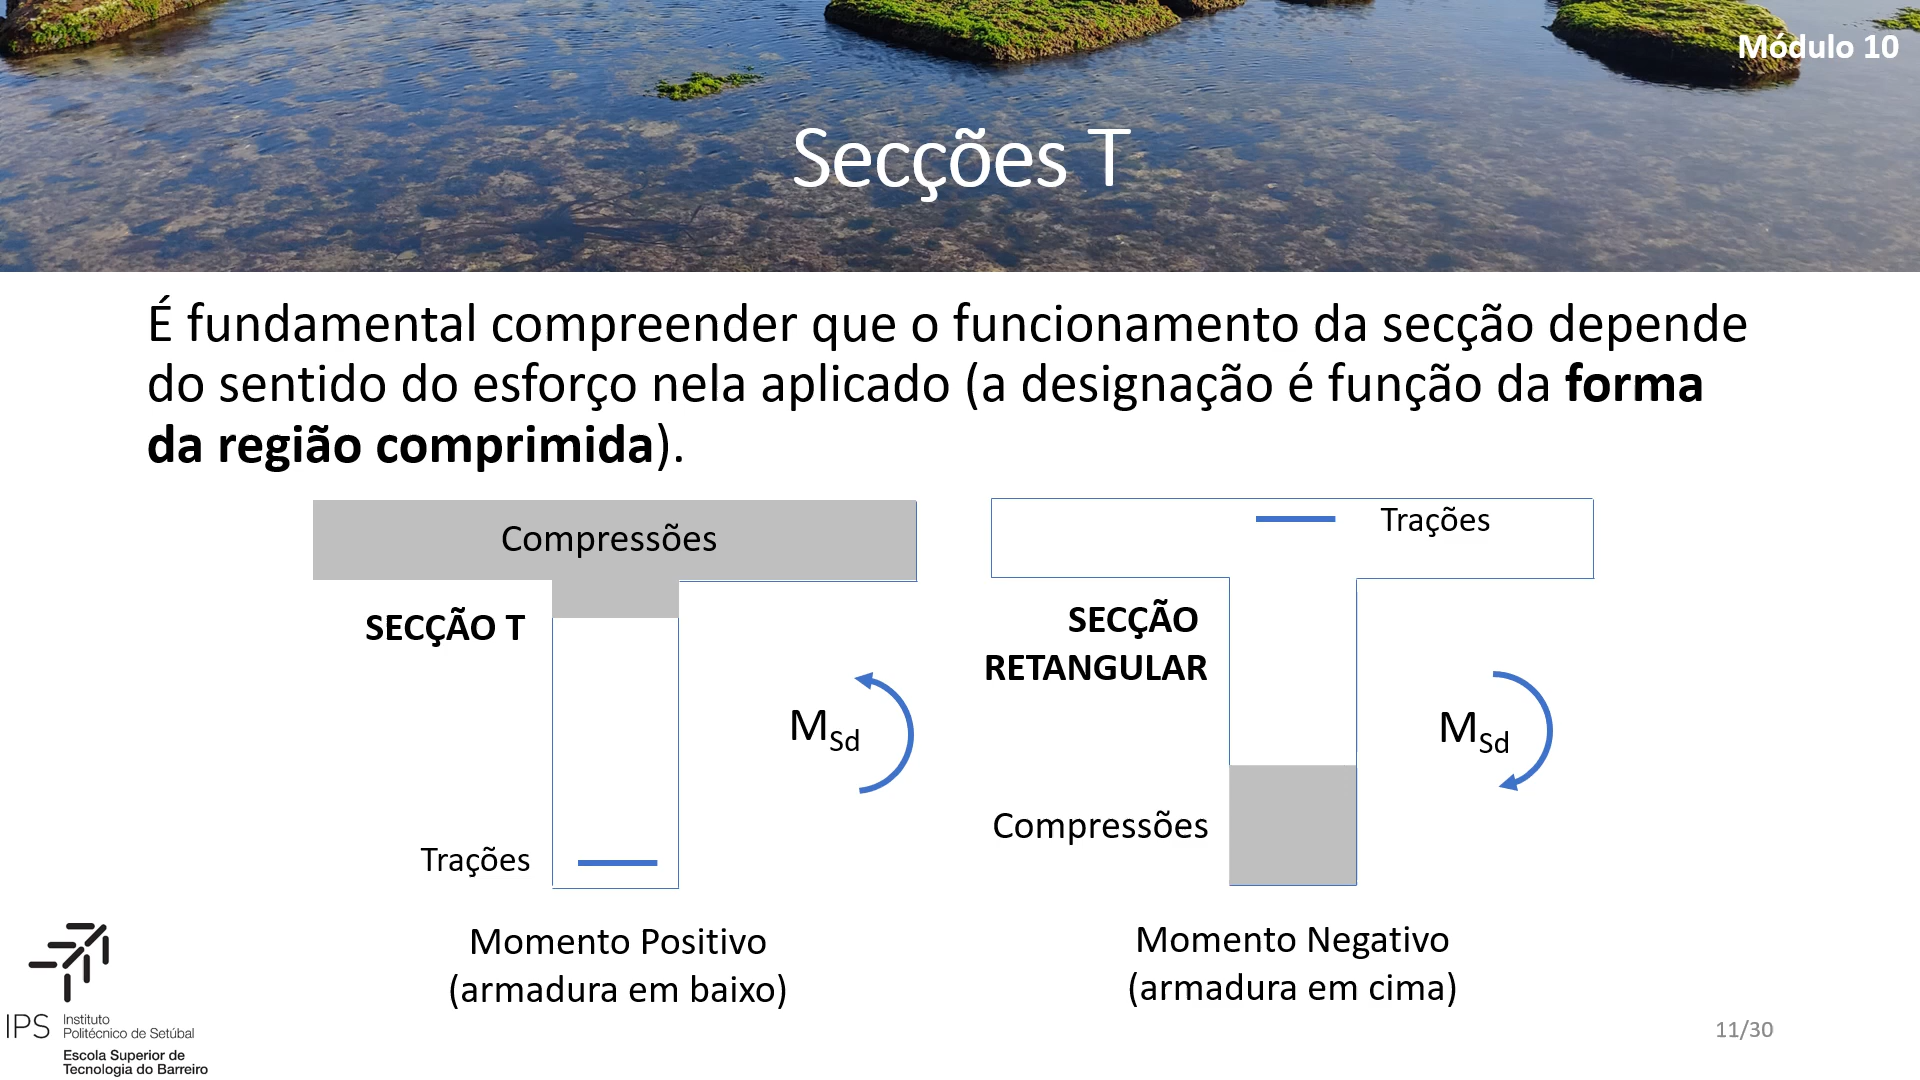 Módulo 10
Secções T
É fundamental compreender que o funcionamento da secção depende
do sentido do esforço nela aplicado (a designação é função da forma
da região comprimida).
Compressões
SECÇÃO T
M_Sd
Trações
Momento Positivo
(armadura em baixo)
Trações
SECÇÃO
RETANGULAR
M_Sd
Compressões
Momento Negativo
(armadura em cima)
IPS
Instituto
Politécnico de Setúbal
Escola Superior de
Tecnologia do Barreiro
11/30